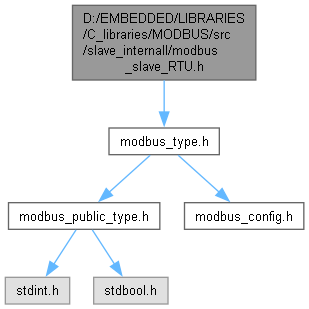 D:/EMBEDDED/LIBRARIES
/C_libraries/MODBUS/src
/slave_internall/modbus
_slave_RTU.h
modbus_type.h
modbus_public_type.h
modbus_config.h
stdint.h
stdbool.h